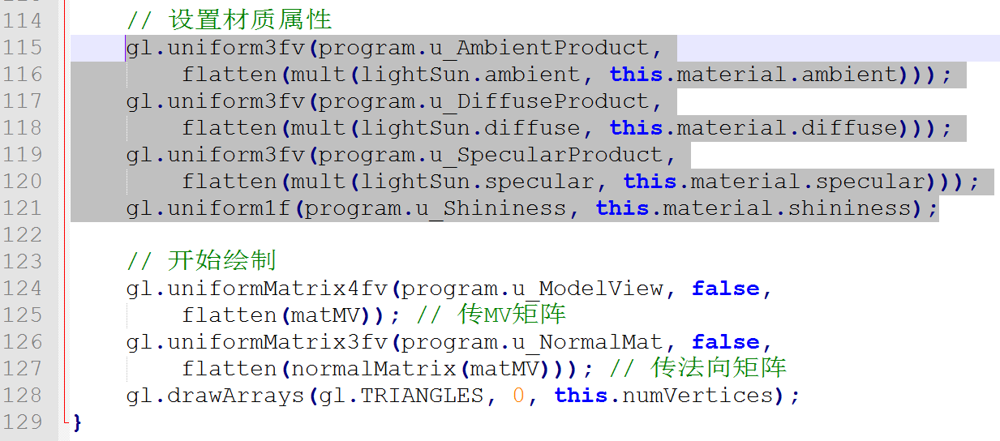 114 // 设置材质属性
115 gl.uniform3fv(program.u_AmbientProduct,
116 flatten(mult(lightSun.ambient, this.material.ambient)));
117 gl.uniform3fv(program.u_DiffuseProduct,
118 flatten(mult(lightSun.diffuse, this.material.diffuse)));
119 gl.uniform3fv(program.u_SpecularProduct,
120 flatten(mult(lightSun.specular, this.material.specular)));
121 gl.uniform1f(program.u_Shininess, this.material.shininess);
122
123 // 开始绘制
124 gl.uniformMatrix4fv(program.u_ModelView, false,
125 flatten(matMV)); // 传MV矩阵
126 gl.uniformMatrix3fv(program.u_NormalMat, false,
127 flatten(normalMatrix(matMV))); // 传法向矩阵
128 gl.drawArrays(gl.TRIANGLES, 0, this.numVertices);
129 }